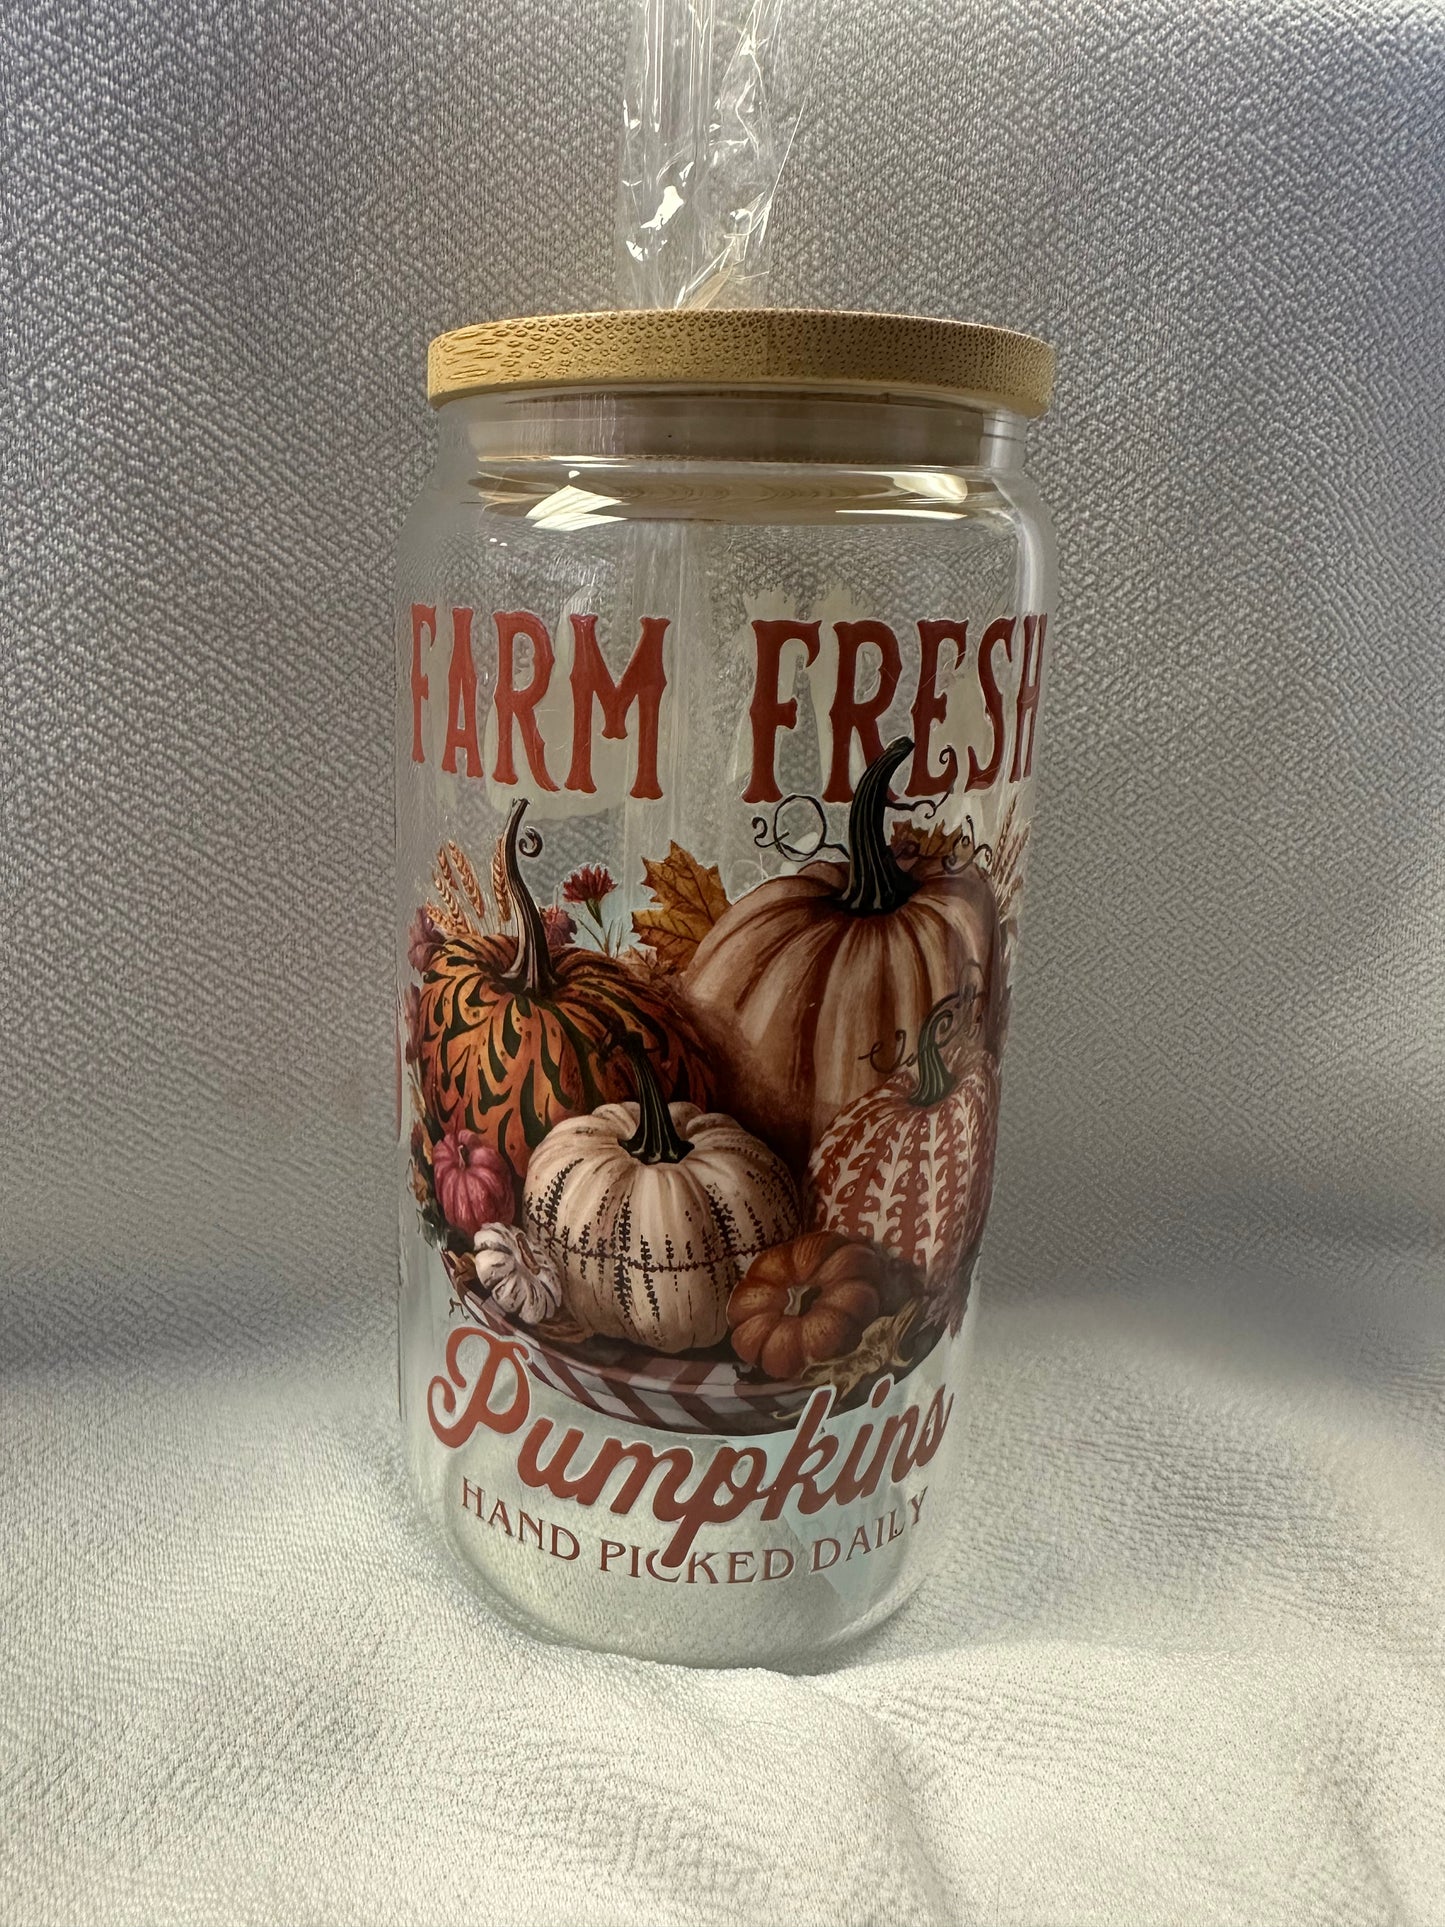 FARM FRESH
Pumpkins
HAND PICKED DAILY